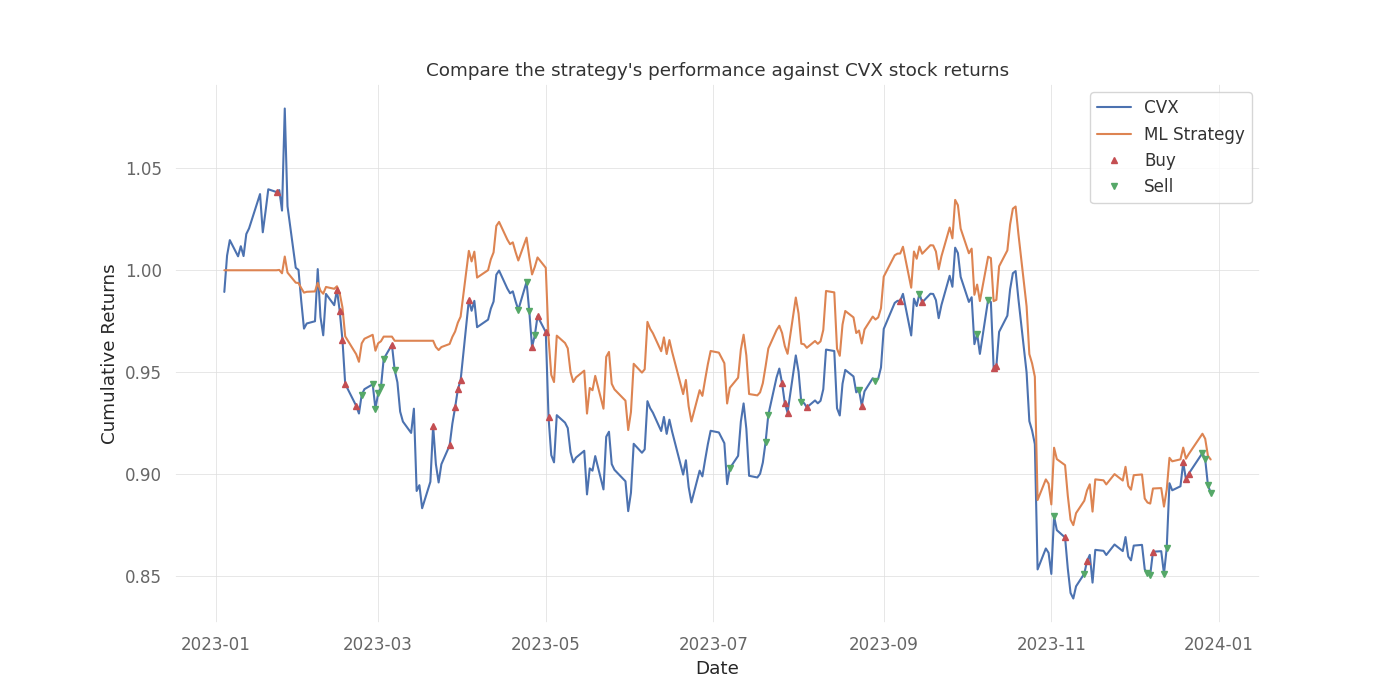 Compare the strategy's performance against CVX stock returns
CVX
ML Strategy
Buy
Sell
1.05
1.00
0.95
0.90
0.85
Cumulative Returns
2023-01 2023-03 2023-05 2023-07 2023-09 2023-11 2024-01
Date